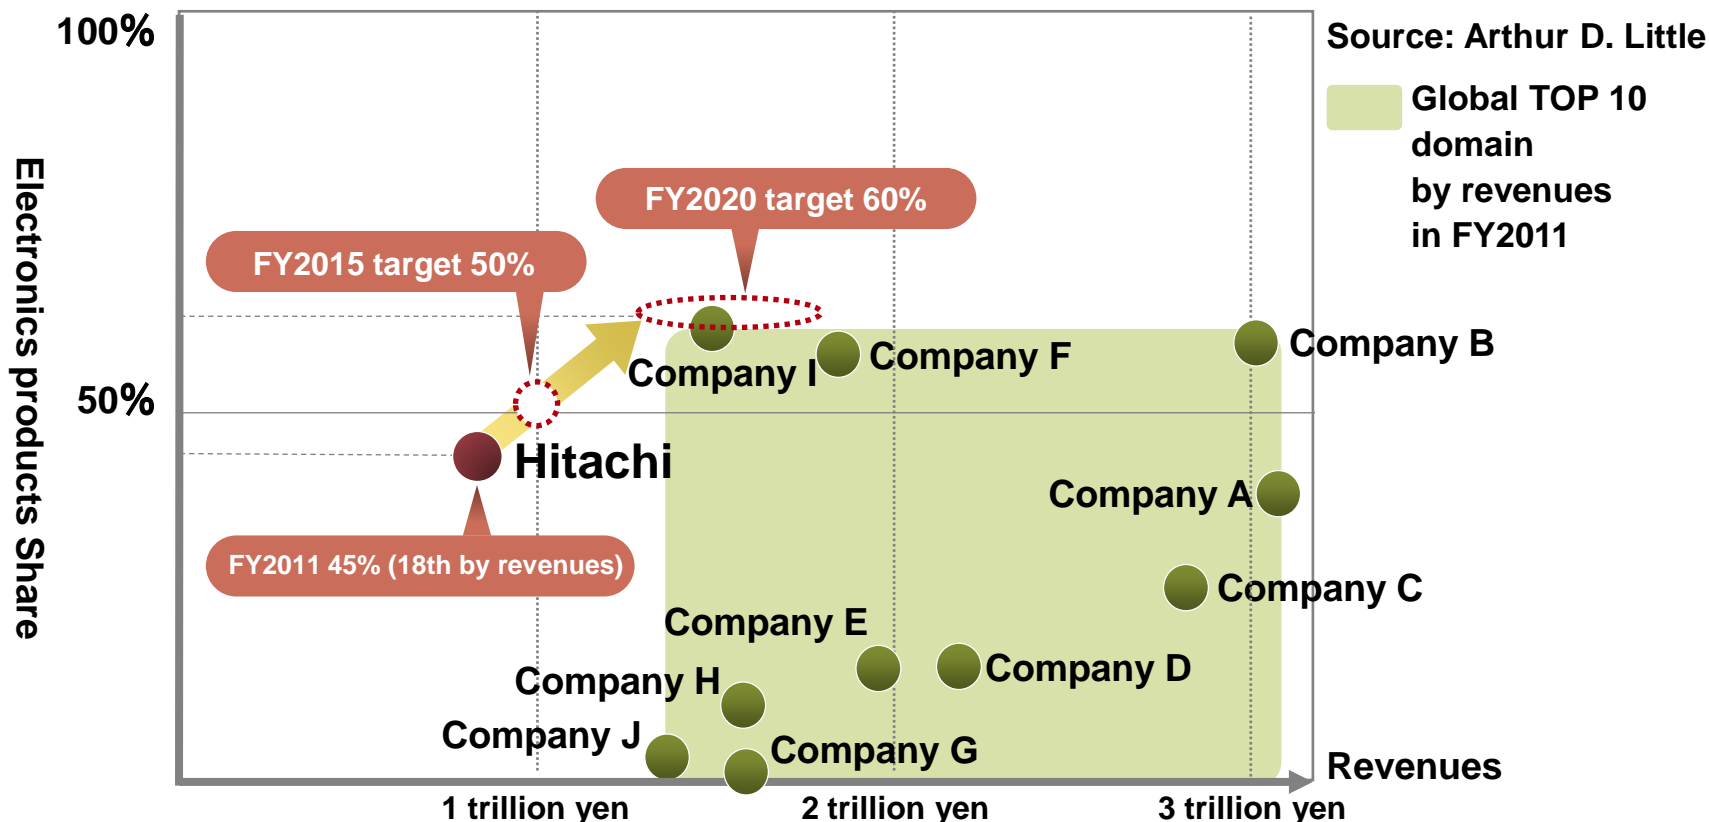 100%
Source: Arthur D. Little
Global TOP 10
domain
by revenues
in FY2011
Electronics products Share
FY2020 target 60%
FY2015 target 50%
Company B
Company F
Company I
50%
Hitachi
Company A
FY2011 45% (18th by revenues)
Company C
Company E
Company D
Company H
Company J
Company G
Revenues
1 trillion yen
2 trillion yen
3 trillion yen